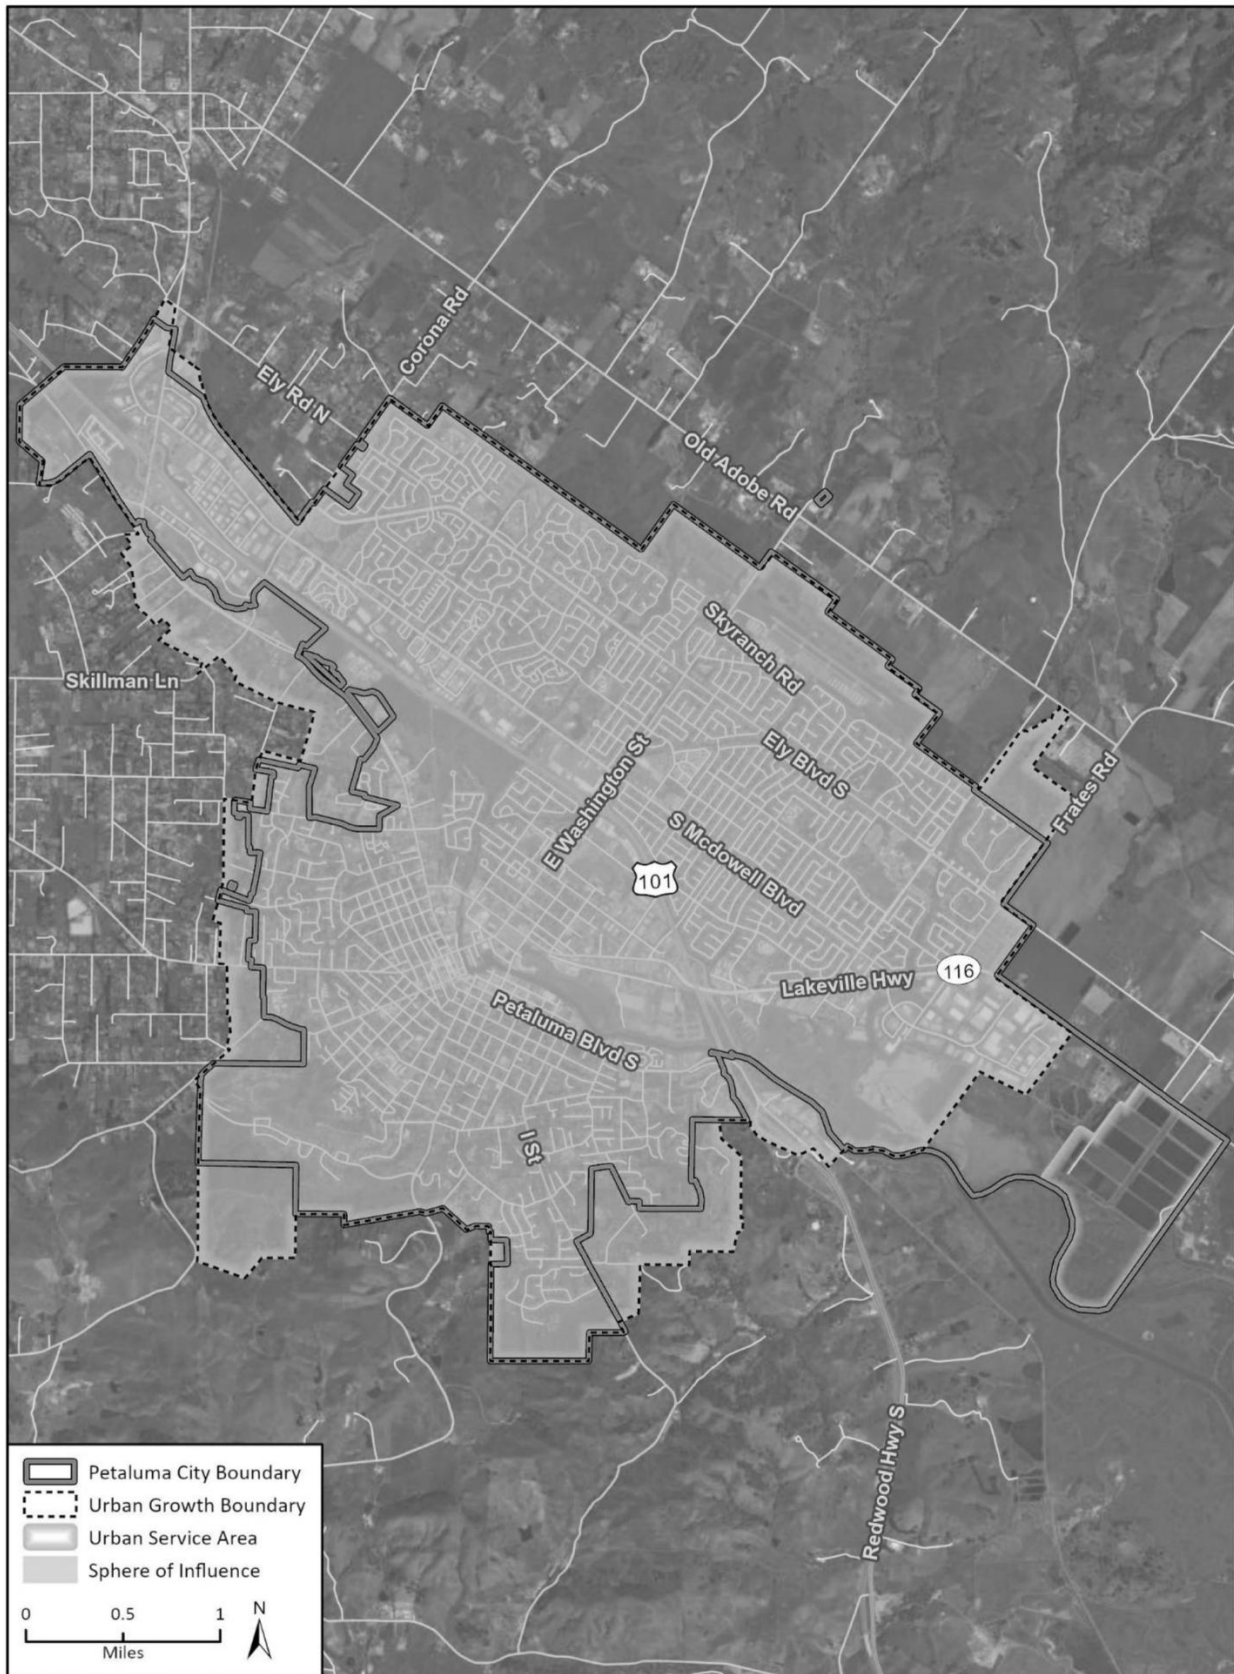 Corona Rd
Ely Rd N
Old Adobe Rd
Skyranch Rd
Skillman Ln
Ely Blvd S
E Washington St
Frates Rd
S Mcdowell Blvd
101
116
Lakeville Hwy
Petaluma Blvd S
I St
Redwood Hwy S
Petaluma City Boundary
Urban Growth Boundary
Urban Service Area
Sphere of Influence
0 0.5 1
Miles
N